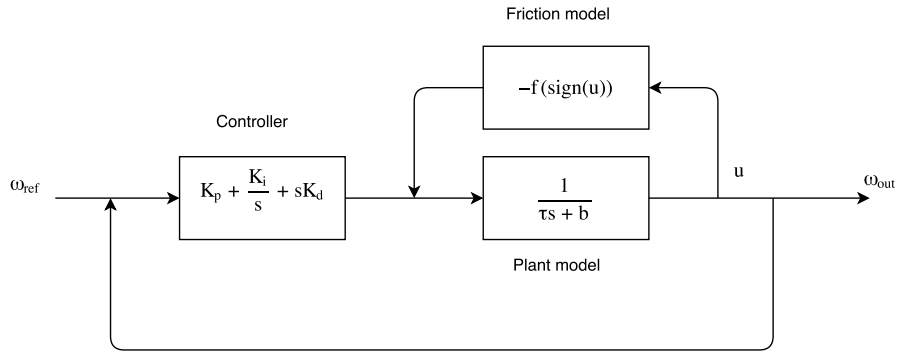 Friction model
−f(sign(u))
Controller
ω_ref
K_p + K_i/s + sK_d
1/(τs + b)
u
ω_out
Plant model